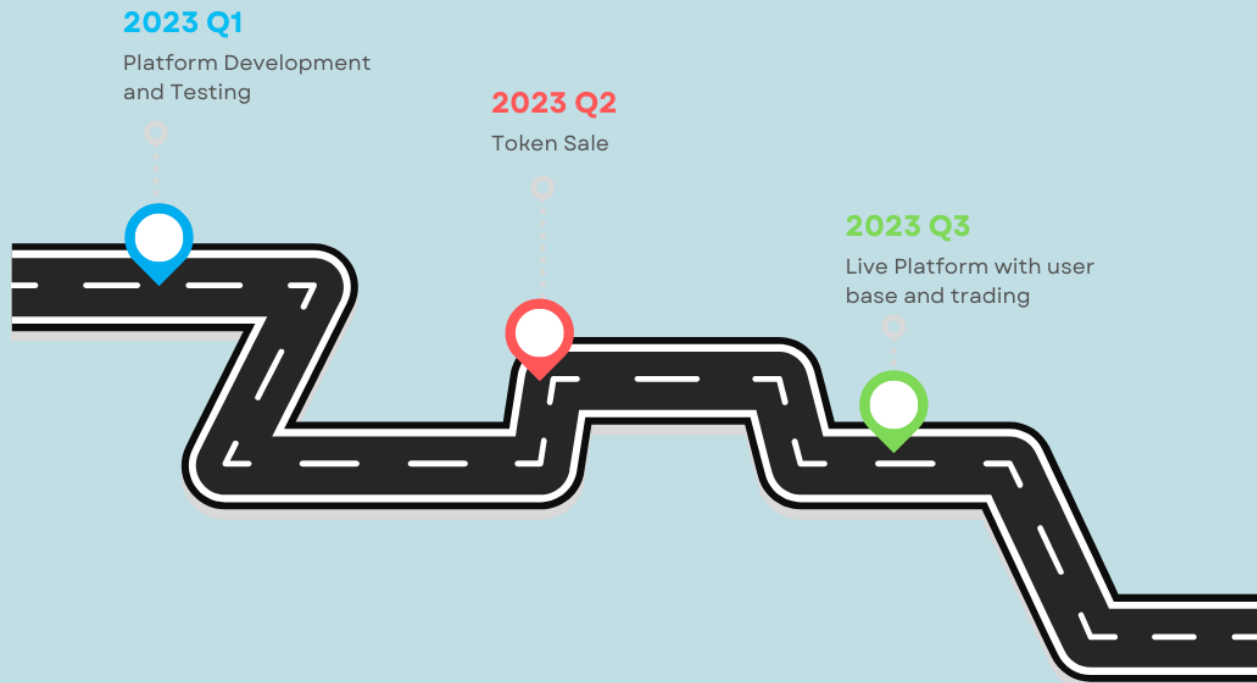 2023 Q1
Platform Development
and Testing
2023 Q2
Token Sale
2023 Q3
Live Platform with user
base and trading